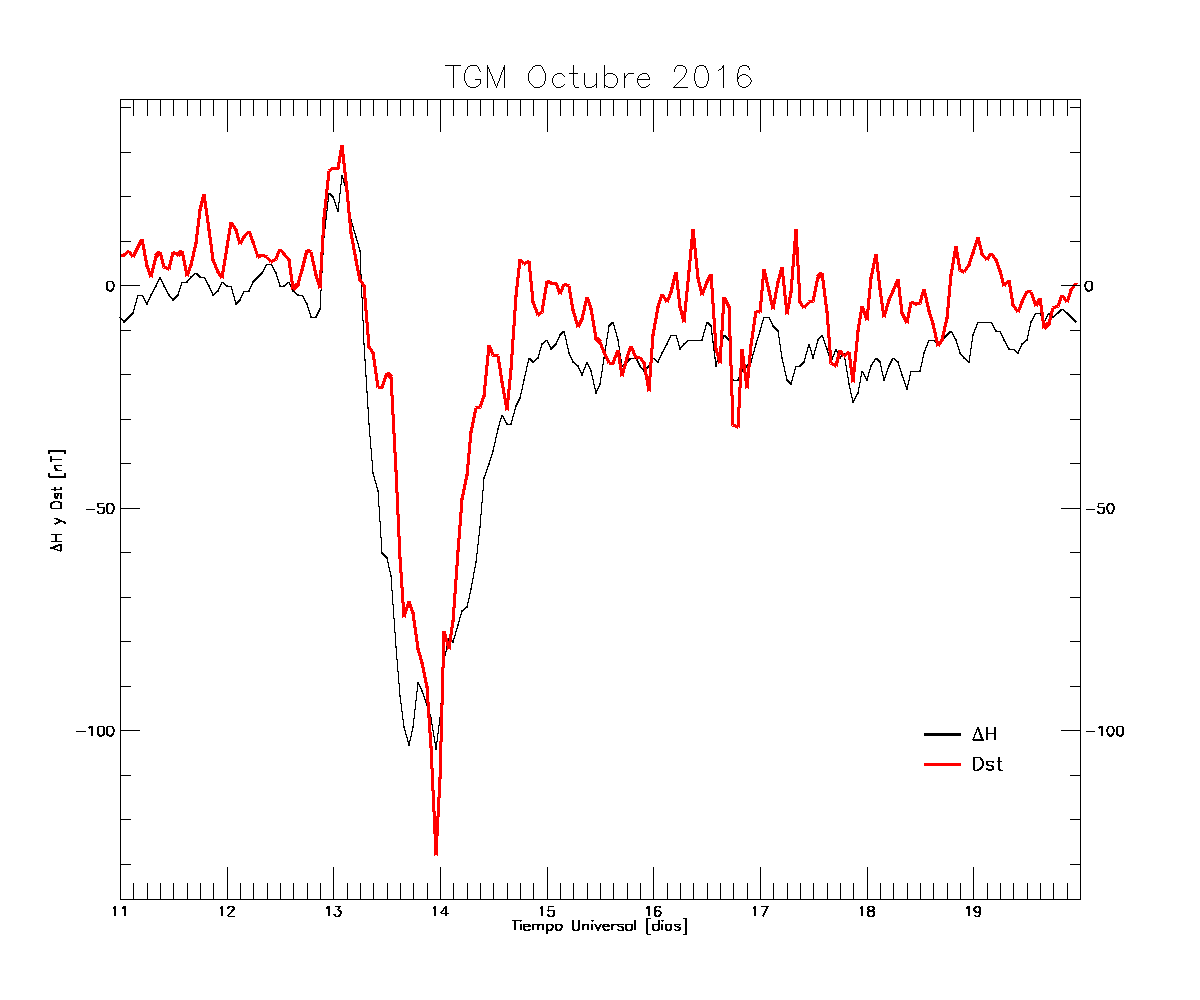 TGM Octubre 2016
0
0
ΔH y Dst [nT]
-50
-50
-100
-100
ΔH
Dst
11 12 13 14 15 16 17 18 19
Tiempo Universal [dias]